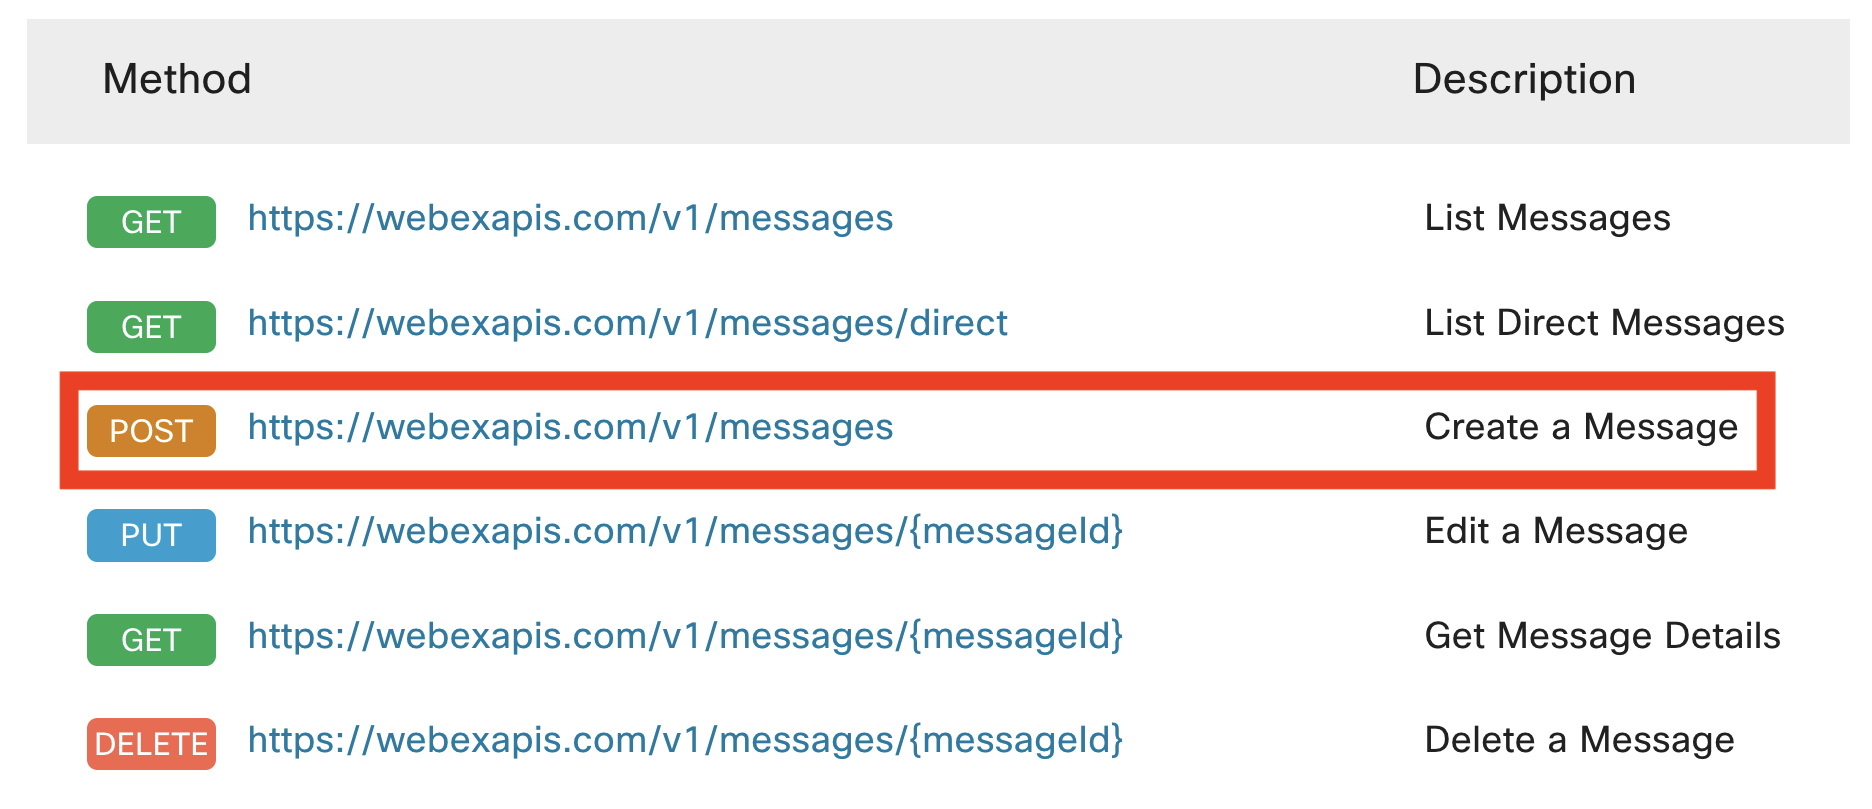 Method Description
GET https://webexapis.com/v1/messages List Messages
GET https://webexapis.com/v1/messages/direct List Direct Messages
POST https://webexapis.com/v1/messages Create a Message
PUT https://webexapis.com/v1/messages/{messageId} Edit a Message
GET https://webexapis.com/v1/messages/{messageId} Get Message Details
DELETE https://webexapis.com/v1/messages/{messageId} Delete a Message